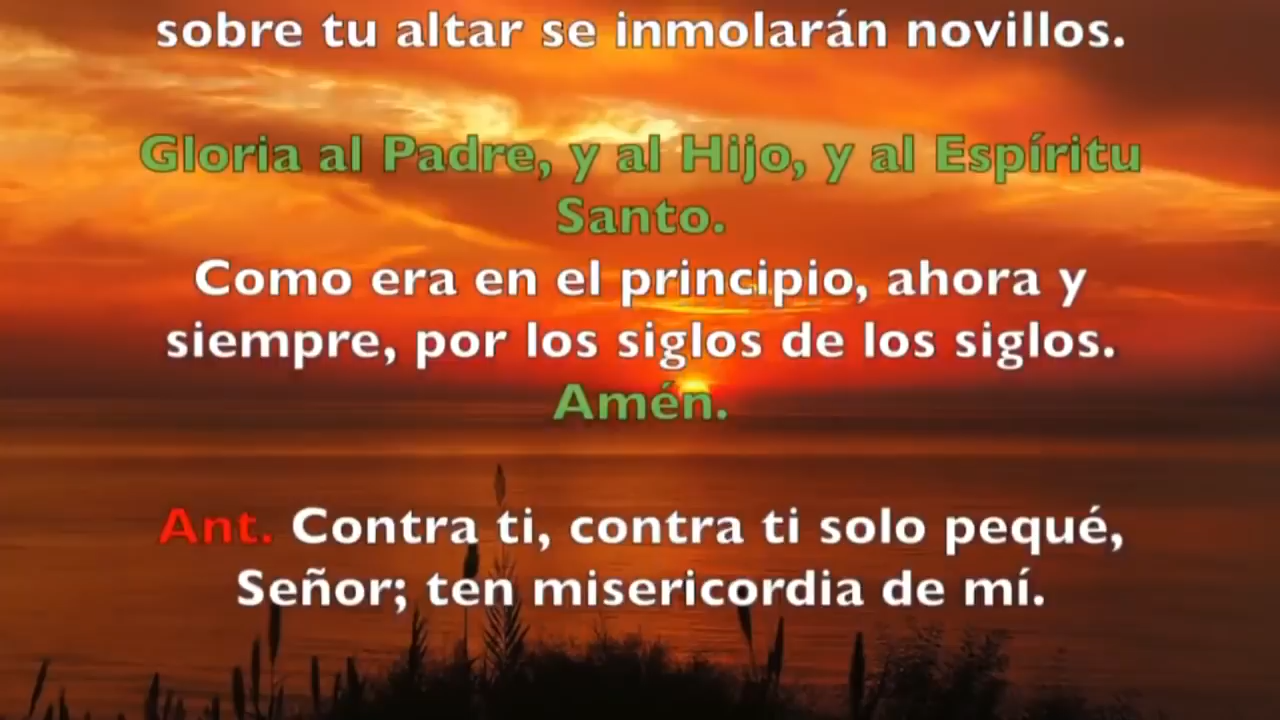 sobre tu altar se inmolarán novillos.
Gloria al Padre, y al Hijo, y al Espíritu
Santo.
Como era en el principio, ahora y
siempre, por los siglos de los siglos.
Amén.
Ant. Contra ti, contra ti solo pequé,
Señor; ten misericordia de mí.